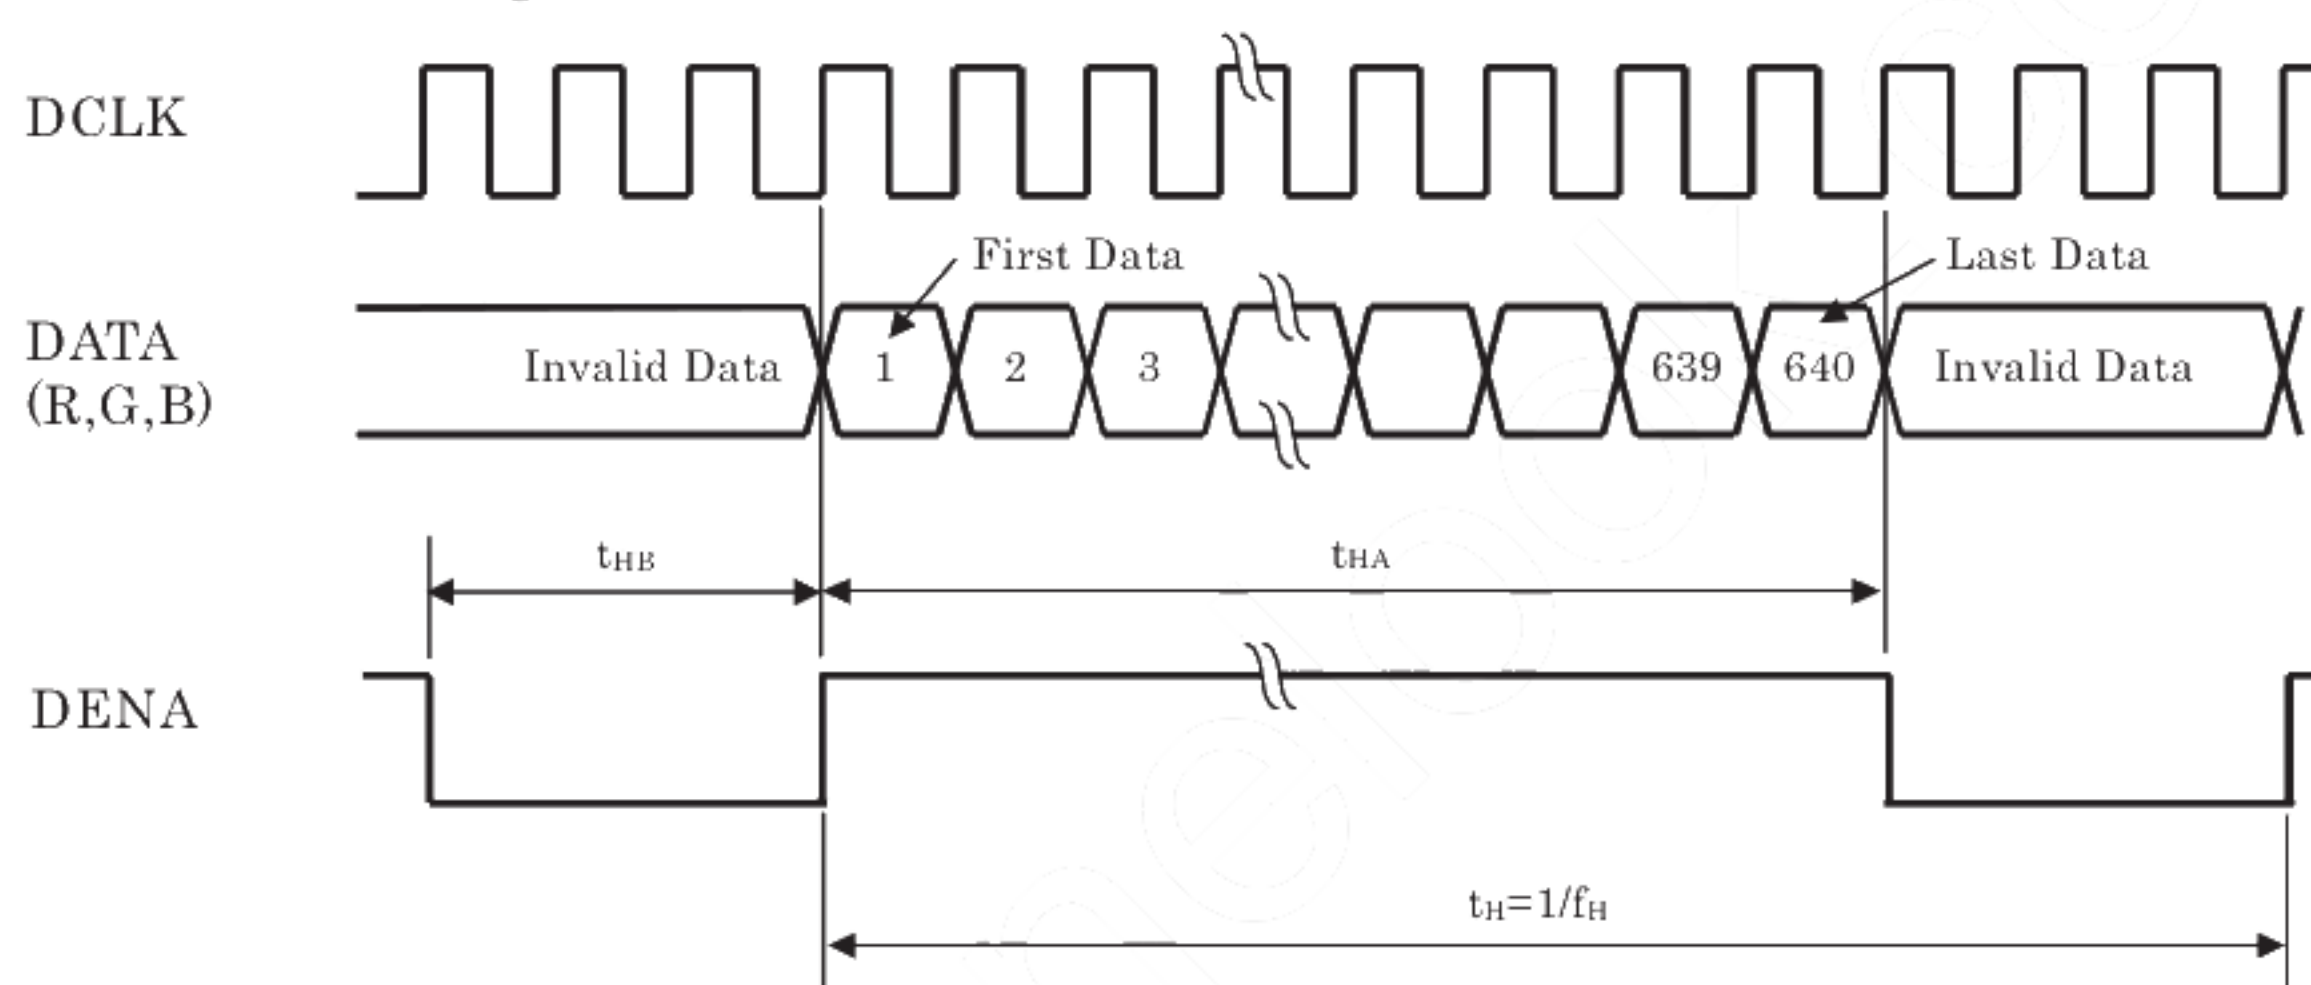 DCLK
First Data
Last Data
DATA
(R,G,B)
Invalid Data 1 2 3 639 640 Invalid Data
tHB
tHA
DENA
tH=1/fH